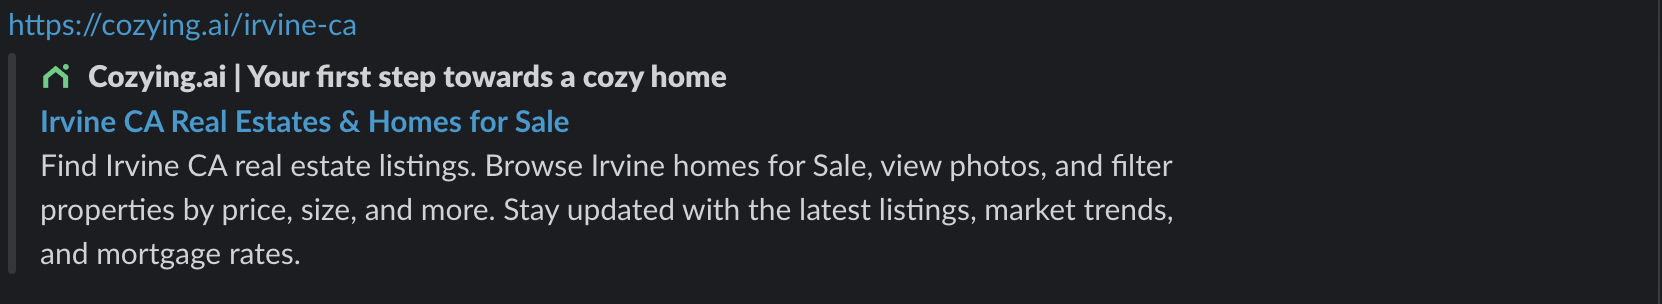 https://cozying.ai/irvine-ca
Cozying.ai | Your first step towards a cozy home
Irvine CA Real Estates & Homes for Sale
Find Irvine CA real estate listings. Browse Irvine homes for Sale, view photos, and filter
properties by price, size, and more. Stay updated with the latest listings, market trends,
and mortgage rates.